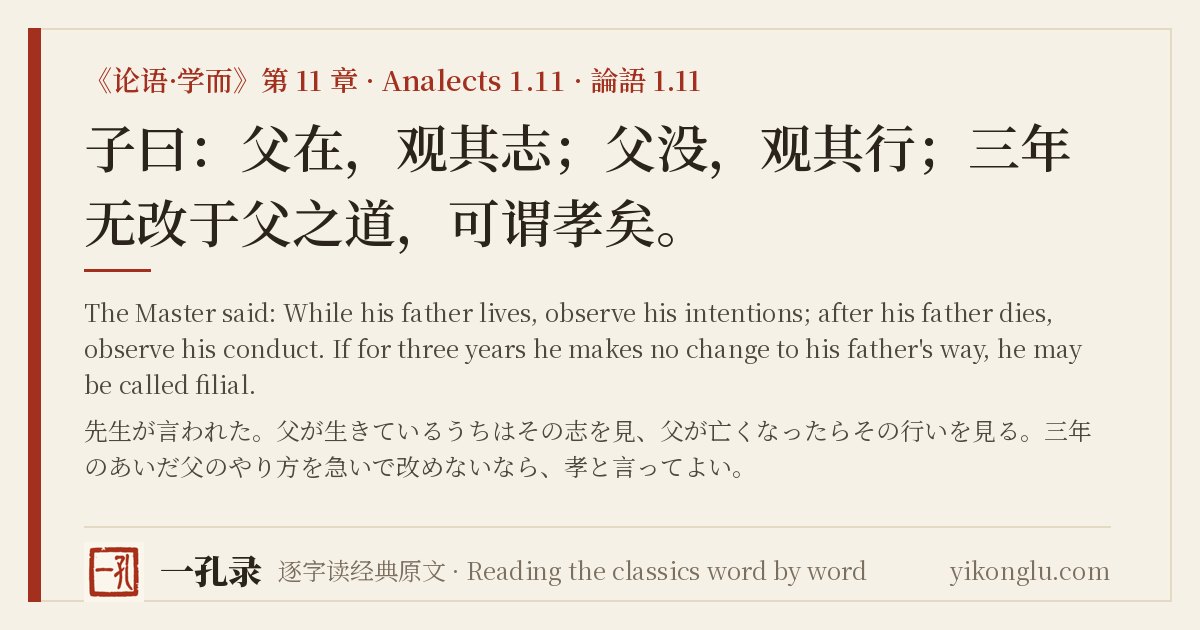 《论语·学而》第 11 章 · Analects 1.11 · 論語 1.11
子曰：父在，观其志；父没，观其行；三年
无改于父之道，可谓孝矣。
The Master said: While his father lives, observe his intentions; after his father dies,
observe his conduct. If for three years he makes no change to his father's way, he may
be called filial.
先生が言われた。父が生きているうちはその志を見、父が亡くなったらその行いを見る。三年
のあいだ父のやり方を急いで改めないなら、孝と言ってよい。
一孔
一孔录 逐字读经典原文 · Reading the classics word by word yikonglu.com